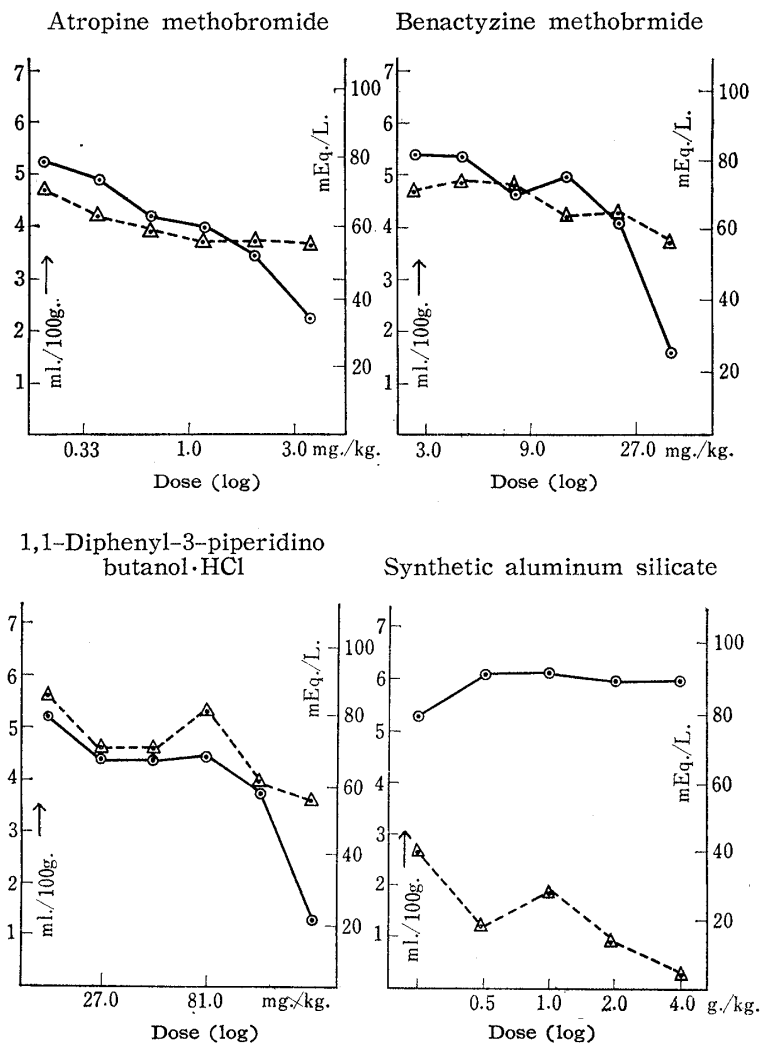 Atropine methobromide
7
6
5
4
3
2
1
ml./100g.
100
80
60
40
20
mEq./L.
0.33 1.0 3.0 mg./kg.
Dose (log)
Benactyzine methobrmide
7
6
5
4
3
2
1
ml./100g.
100
80
60
40
20
mEq./L.
3.0 9.0 27.0 mg./kg.
Dose (log)
1,1-Diphenyl-3-piperidino
butanol·HCl
7
6
5
4
3
2
1
ml./100g.
100
80
60
40
20
mEq./L.
27.0 81.0 mg./kg.
Dose (log)
Synthetic aluminum silicate
7
6
5
4
3
2
1
ml./100g.
100
80
60
40
20
mEq./L.
0.5 1.0 2.0 4.0 g./kg.
Dose (log)